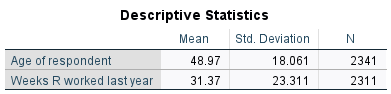 Descriptive Statistics
Mean Std. Deviation N
Age of respondent 48.97 18.061 2341
Weeks R worked last year 31.37 23.311 2311